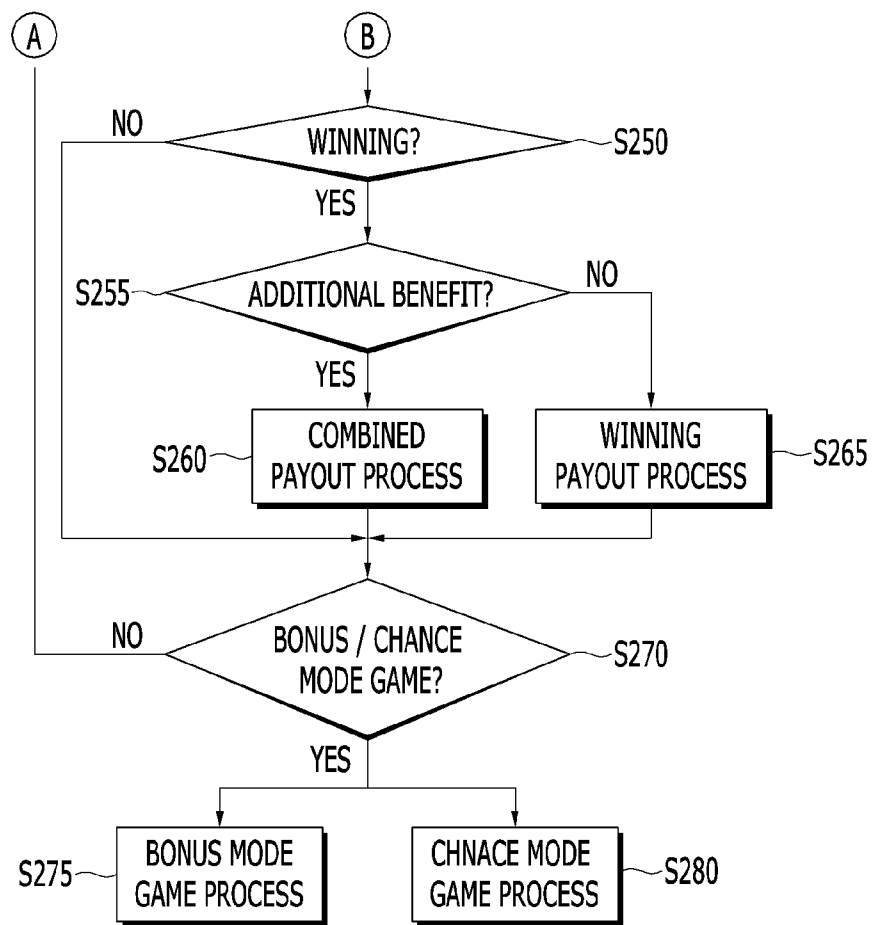 A
B
NO
WINNING?
S250
YES
S255
ADDITIONAL BENEFIT?
NO
YES
S260
COMBINED
PAYOUT PROCESS
WINNING
PAYOUT PROCESS
S265
NO
BONUS / CHANCE
MODE GAME?
S270
YES
S275
BONUS MODE
GAME PROCESS
CHNACE MODE
GAME PROCESS
S280